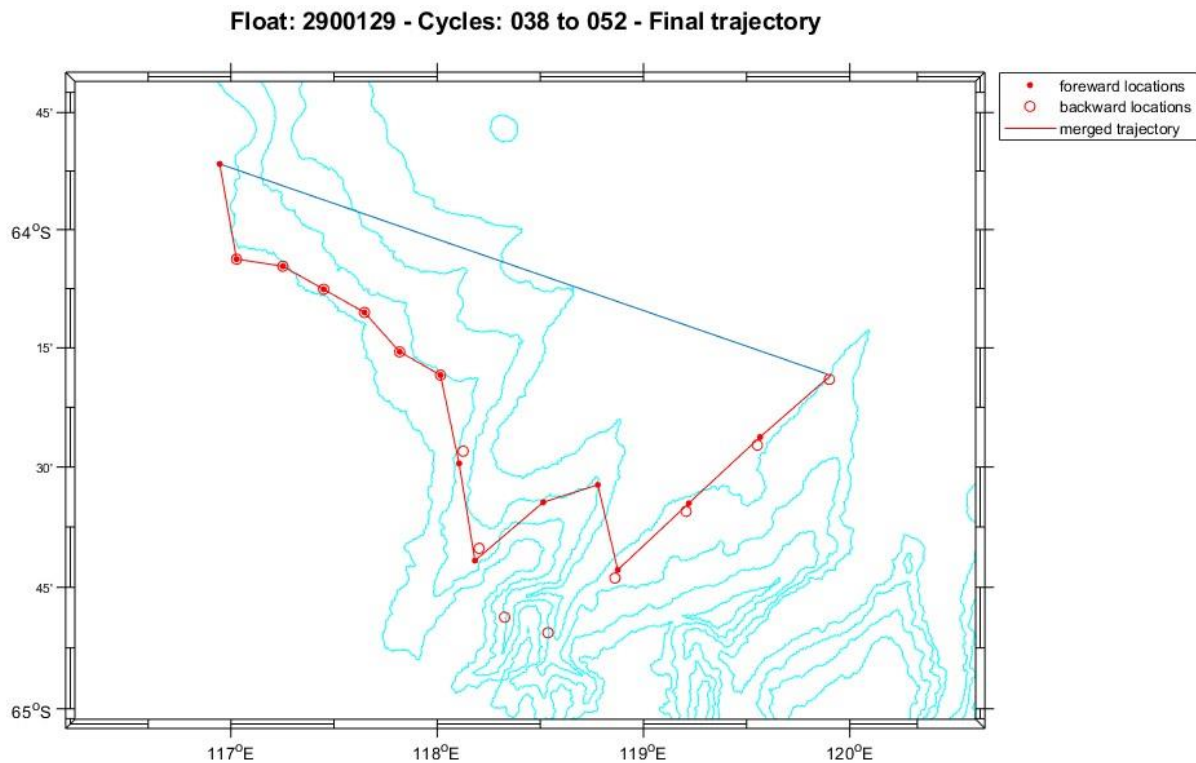 Float: 2900129 - Cycles: 038 to 052 - Final trajectory
foreward locations
backward locations
merged trajectory
45'
64°S
15'
30'
45'
65°S
117°E
118°E
119°E
120°E